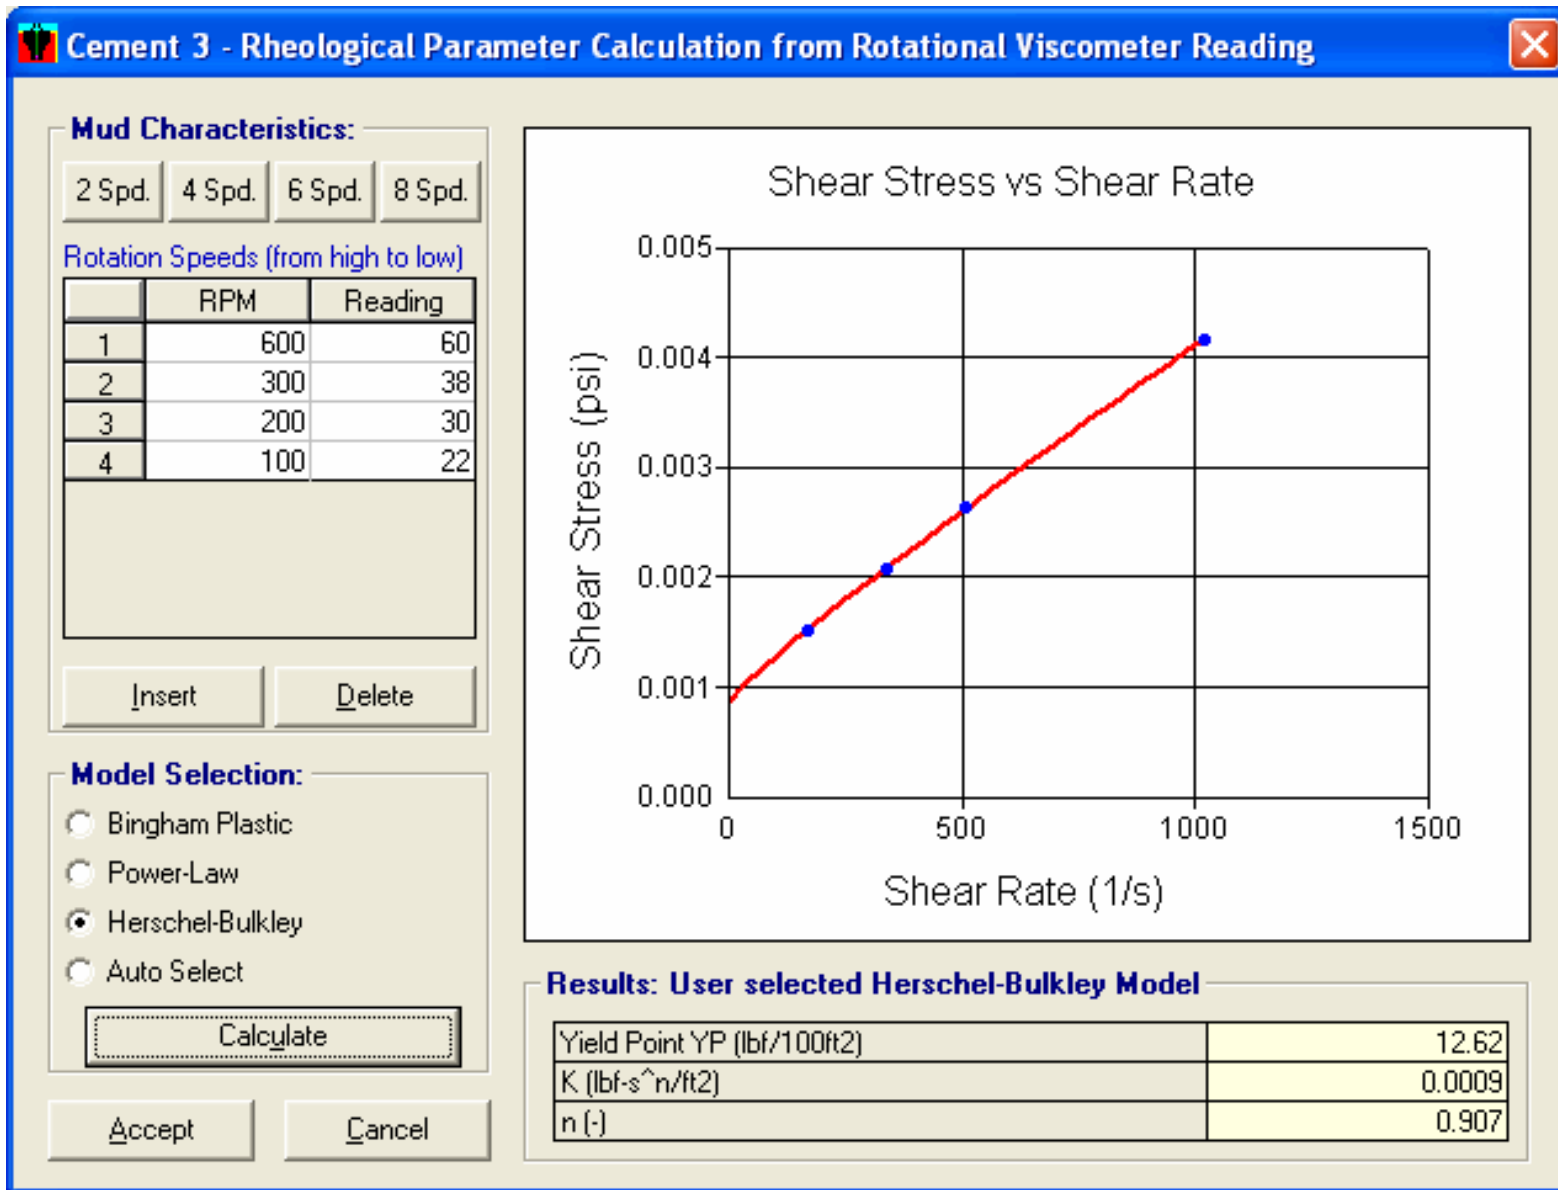 Cement 3 - Rheological Parameter Calculation from Rotational Viscometer Reading
Mud Characteristics:
2 Spd. 4 Spd. 6 Spd. 8 Spd.
Rotation Speeds (from high to low)
RPM Reading
1 600 60
2 300 38
3 200 30
4 100 22
Insert Delete
Model Selection:
Bingham Plastic
Power-Law
Herschel-Bulkley
Auto Select
Calculate
Accept Cancel
Shear Stress vs Shear Rate
Shear Stress (psi)
0.005
0.004
0.003
0.002
0.001
0.000
0 500 1000 1500
Shear Rate (1/s)
Results: User selected Herschel-Bulkley Model
Yield Point YP (lbf/100ft2) 12.62
K (lbf-s^n/ft2) 0.0009
n (-) 0.907